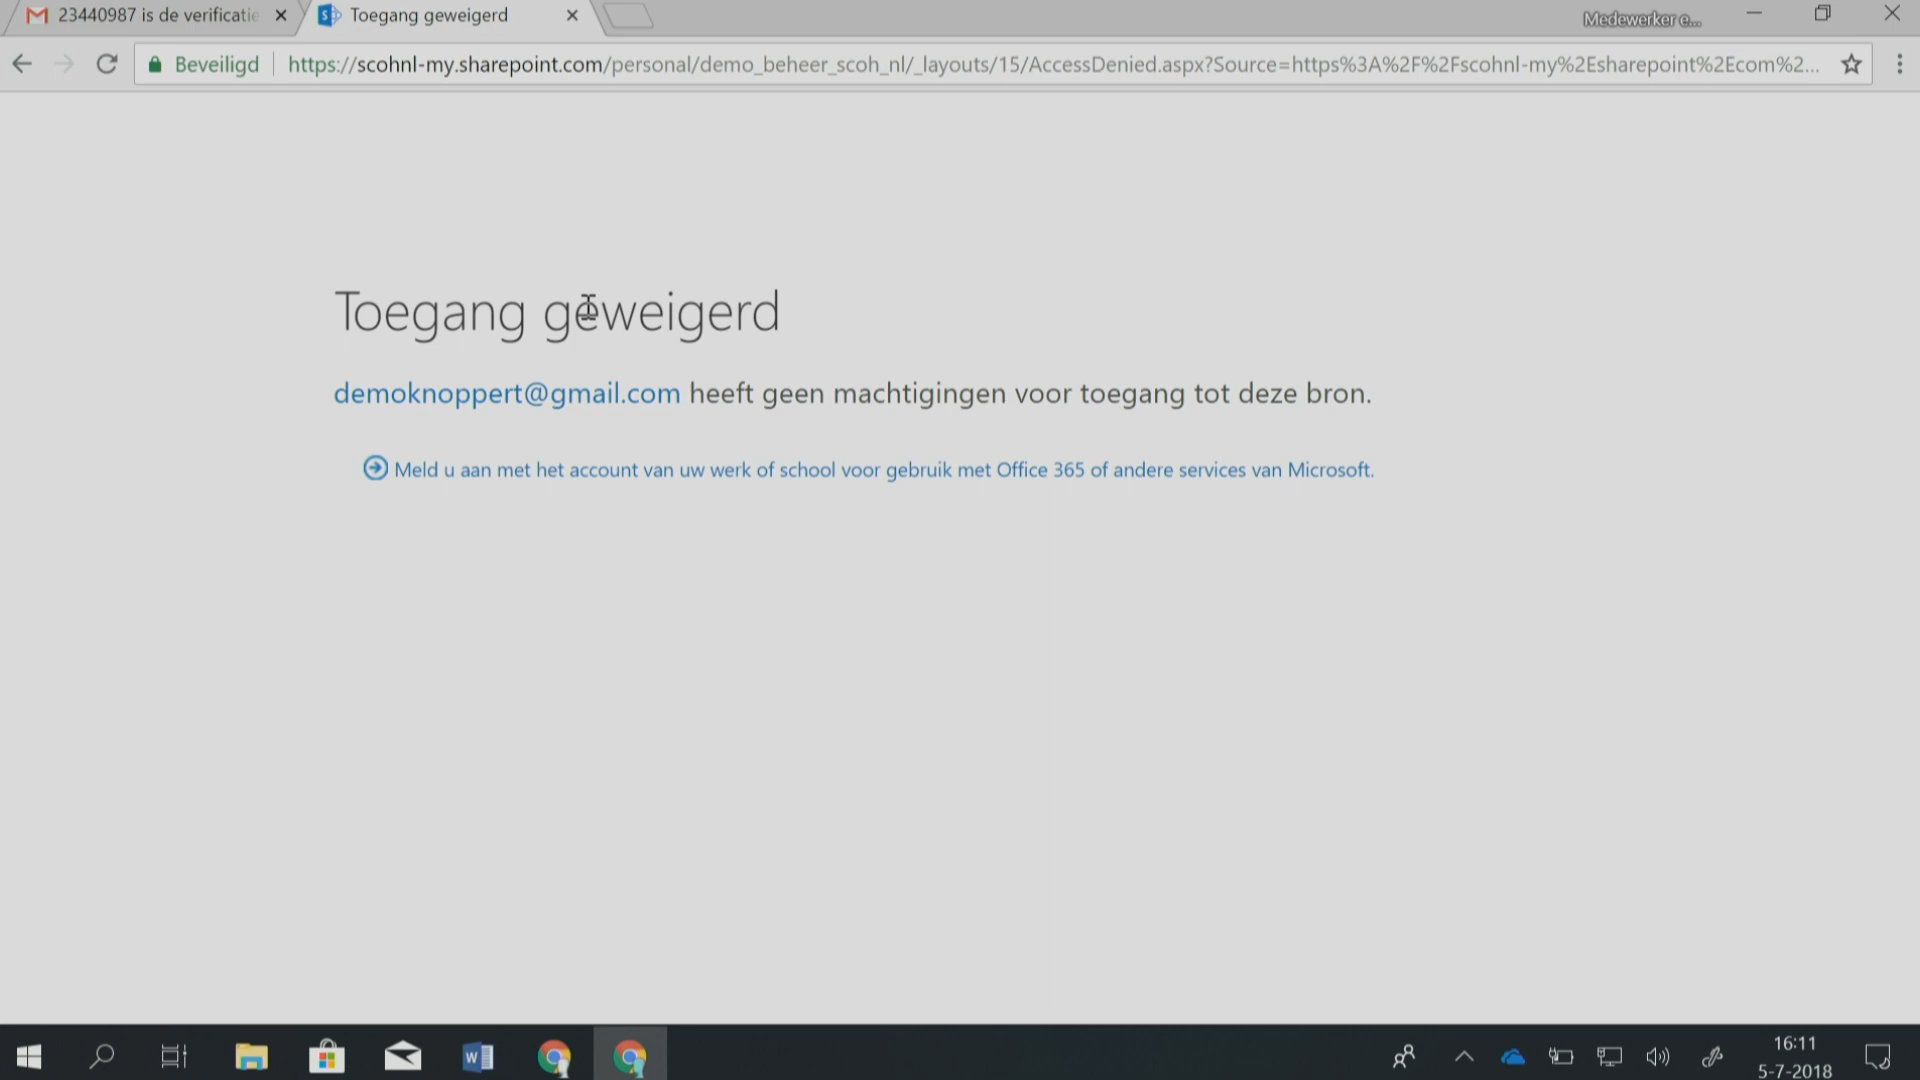 23440987 is de verificatie
Toegang geweigerd
Medewerker e...
Beveiligd
https://scohnl-my.sharepoint.com/personal/demo_beheer_scoh_nl/_layouts/15/AccessDenied.aspx?Source=https%3A%2F%2Fscohnl-my%2Esharepoint%2Ecom%2...
Toegang geweigerd
demoknoppert@gmail.com heeft geen machtigingen voor toegang tot deze bron.
Meld u aan met het account van uw werk of school voor gebruik met Office 365 of andere services van Microsoft.
16:11
5-7-2018